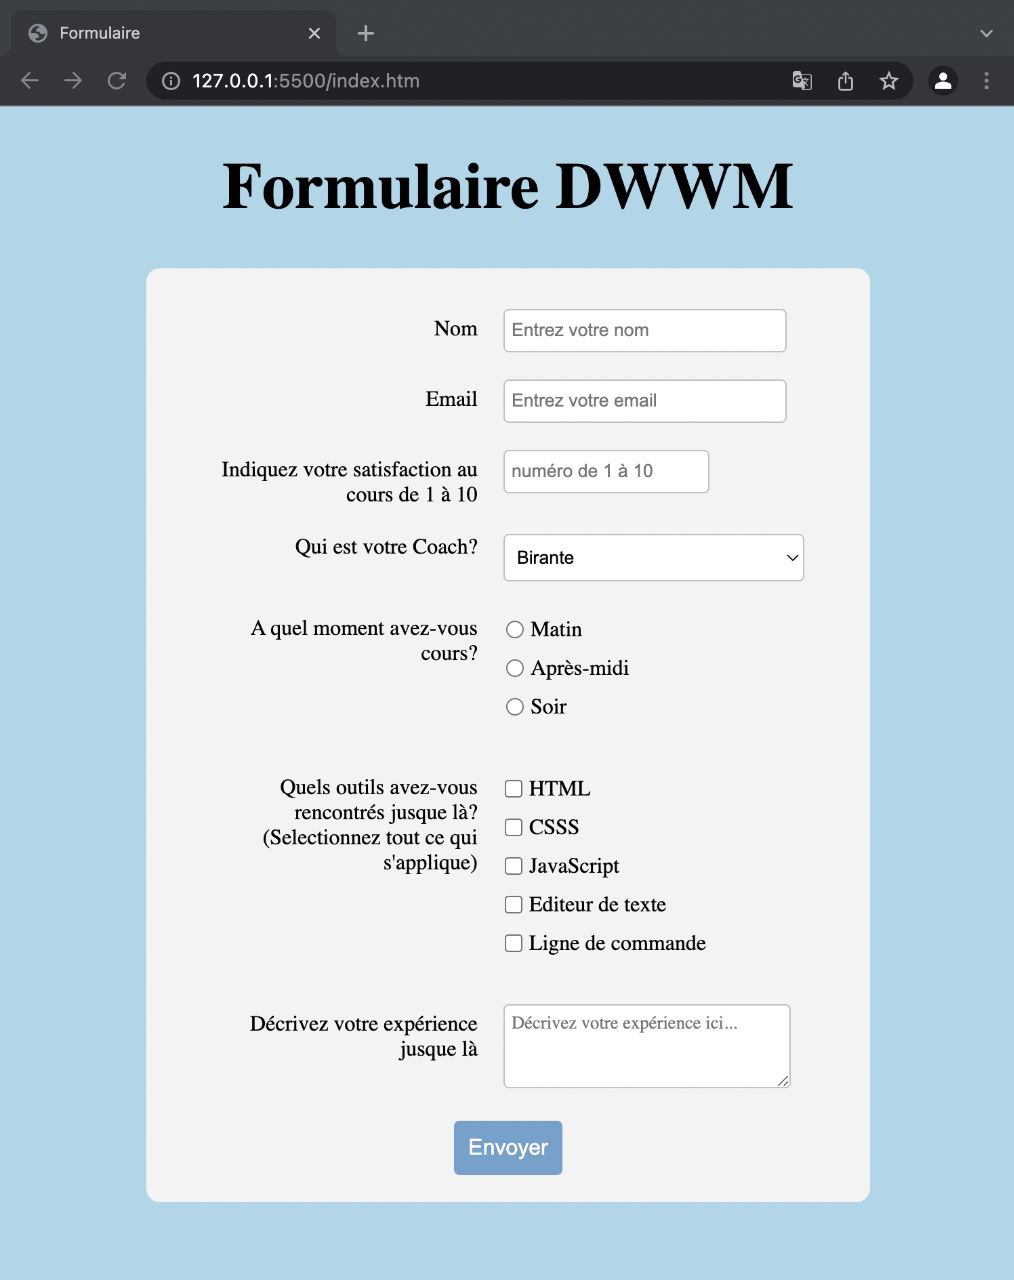 Formulaire
127.0.0.1:5500/index.htm
Formulaire DWWM
Nom
Entrez votre nom
Email
Entrez votre email
Indiquez votre satisfaction au
cours de 1 à 10
numéro de 1 à 10
Qui est votre Coach?
Birante
A quel moment avez-vous
cours?
Matin
Après-midi
Soir
Quels outils avez-vous
rencontrés jusque là?
(Selectionnez tout ce qui
s'applique)
HTML
CSSS
JavaScript
Editeur de texte
Ligne de commande
Décrivez votre expérience
jusque là
Décrivez votre expérience ici...
Envoyer